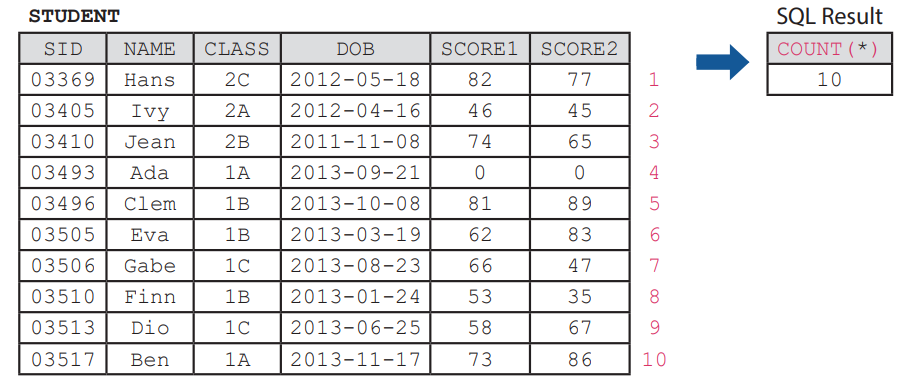 STUDENT SQL Result
SID NAME CLASS DOB SCORE1 SCORE2 COUNT(*)
03369 Hans 2C 2012-05-18 82 77 1 10
03405 Ivy 2A 2012-04-16 46 45 2
03410 Jean 2B 2011-11-08 74 65 3
03493 Ada 1A 2013-09-21 0 0 4
03496 Clem 1B 2013-10-08 81 89 5
03505 Eva 1B 2013-03-19 62 83 6
03506 Gabe 1C 2013-08-23 66 47 7
03510 Finn 1B 2013-01-24 53 35 8
03513 Dio 1C 2013-06-25 58 67 9
03517 Ben 1A 2013-11-17 73 86 10